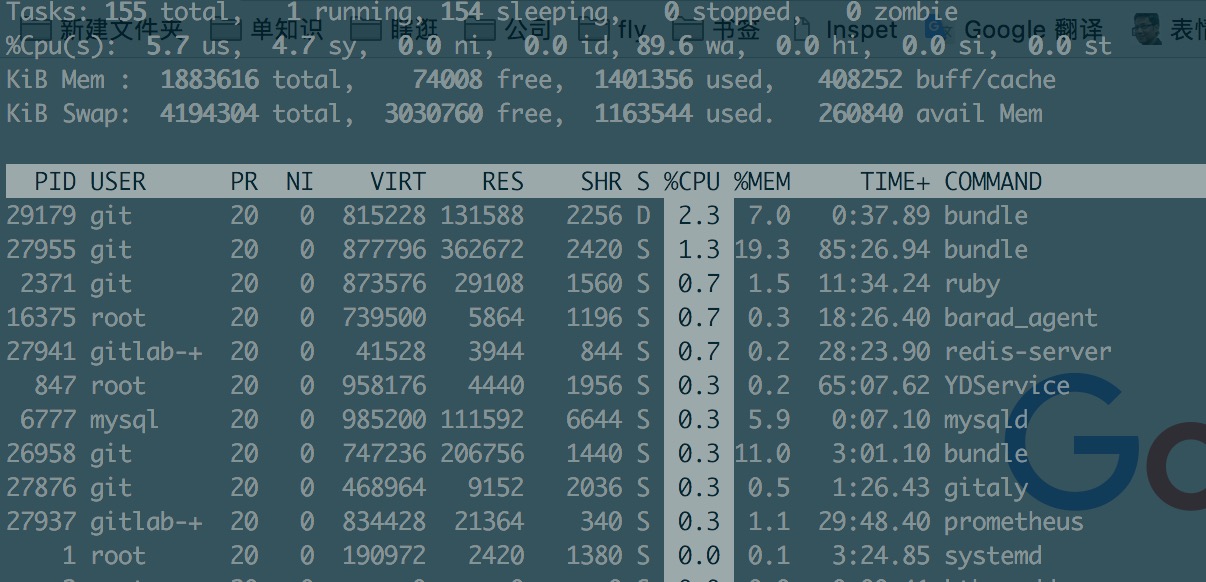 Tasks: 155 total,   1 running, 154 sleeping,   0 stopped,   0 zombie
新建文件夹 单知识 瞎逛 公司 fly 书签 Inspet Google 翻译 表情
%Cpu(s):  5.7 us,  4.7 sy,  0.0 ni,  0.0 id, 89.6 wa,  0.0 hi,  0.0 si,  0.0 st
KiB Mem :  1883616 total,    74008 free,  1401356 used,   408252 buff/cache
KiB Swap:  4194304 total,  3030760 free,  1163544 used.   260840 avail Mem
PID USER      PR  NI    VIRT    RES    SHR S %CPU %MEM     TIME+ COMMAND
29179 git       20   0  815228 131588   2256 D  2.3  7.0   0:37.89 bundle
27955 git       20   0  877796 362672   2420 S  1.3 19.3  85:26.94 bundle
2371 git       20   0  873576  29108   1560 S  0.7  1.5  11:34.24 ruby
16375 root      20   0  739500   5864   1196 S  0.7  0.3  18:26.40 barad_agent
27941 gitlab-+  20   0   41528   3944    844 S  0.7  0.2  28:23.90 redis-server
847 root      20   0  958176   4440   1956 S  0.3  0.2  65:07.62 YDService
6777 mysql     20   0  985200 111592   6644 S  0.3  5.9   0:07.10 mysqld
26958 git       20   0  747236 206756   1440 S  0.3 11.0   3:01.10 bundle
27876 git       20   0  468964   9152   2036 S  0.3  0.5   1:26.43 gitaly
27937 gitlab-+  20   0  834428  21364    340 S  0.3  1.1  29:48.40 prometheus
1 root      20   0  190972   2420   1380 S  0.0  0.1   3:24.85 systemd
Go